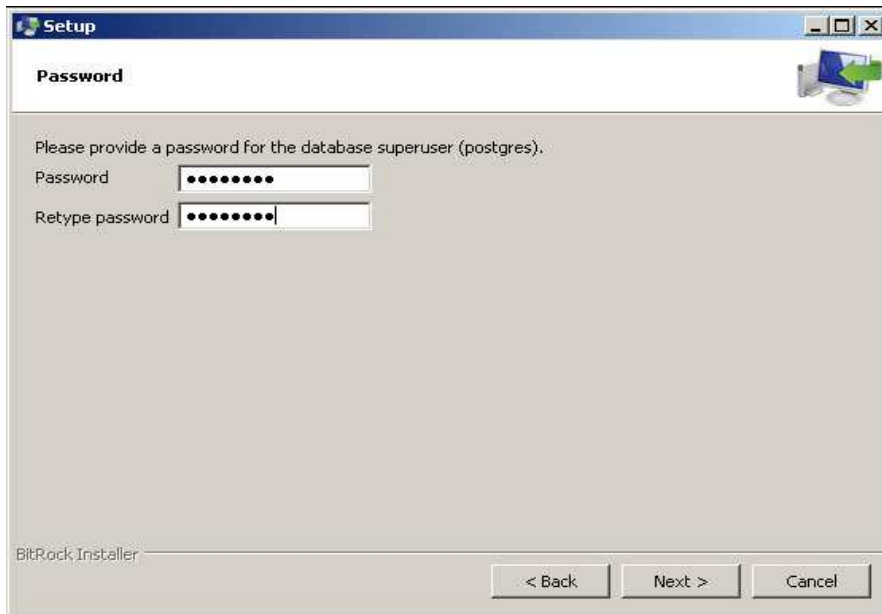 Setup
Password
Please provide a password for the database superuser (postgres).
Password ●●●●●●●●
Retype password ●●●●●●●●
BitRock Installer
< Back Next > Cancel